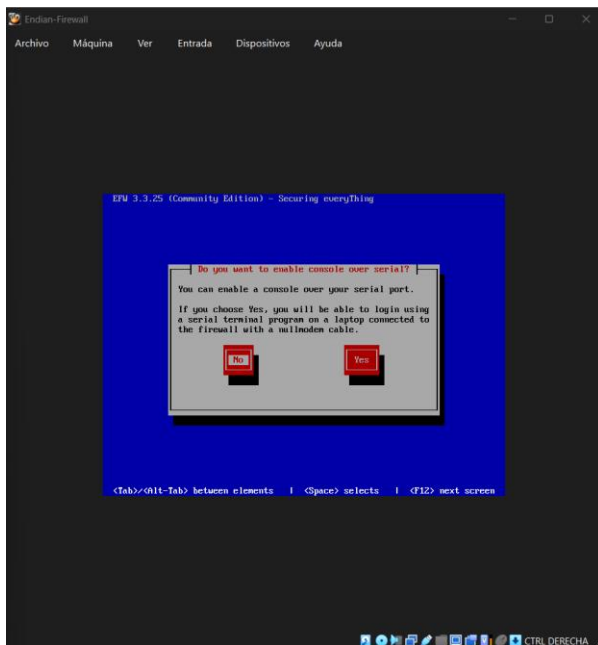 Endian-Firewall
Archivo Máquina Ver Entrada Dispositivos Ayuda
EFW 3.3.25 (Community Edition) - Securing everyThing
Do you want to enable console over serial?
You can enable a console over your serial port.
If you choose Yes, you will be able to login using
a serial terminal program on a laptop connected to
the firewall with a nullmodem cable.
No Yes
<Tab>/<Alt-Tab> between elements | <Space> selects | <F12> next screen
CTRL DERECHA